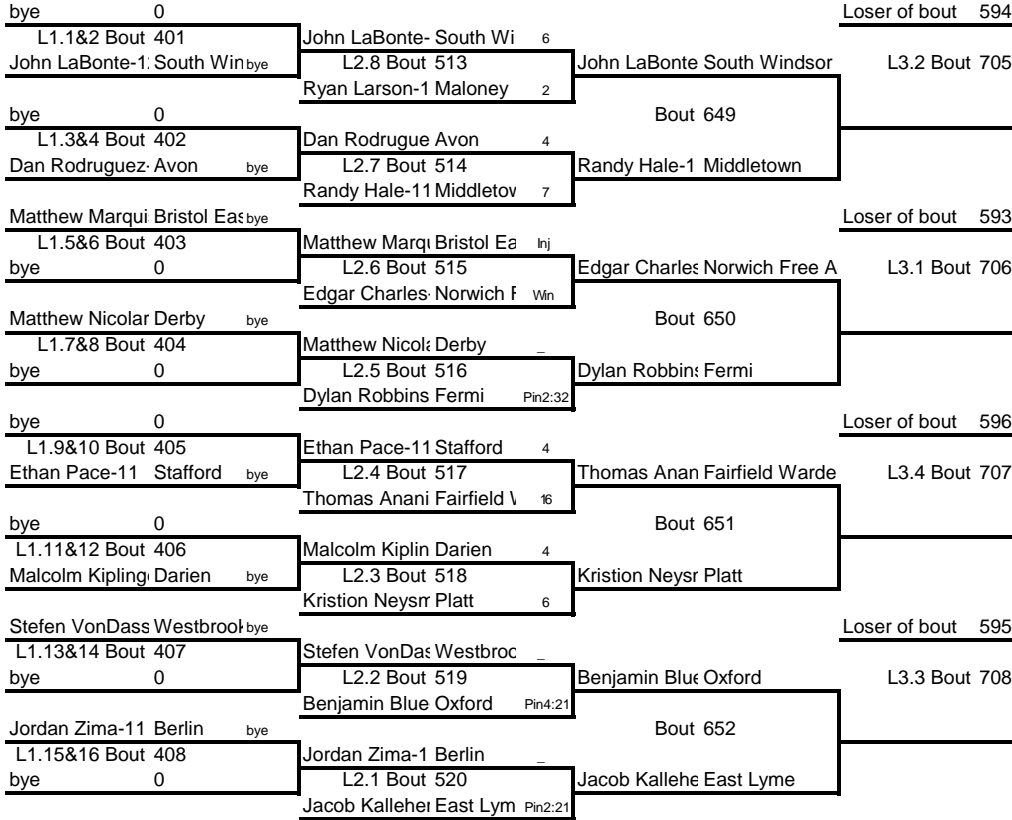 bye 0 Loser of bout 594
L1.1&2 Bout 401 John LaBonte- South Wi 6
John LaBonte-1 South Win bye L2.8 Bout 513 John LaBonte South Windsor L3.2 Bout 705
Ryan Larson-1 Maloney 2
bye 0 Bout 649
L1.3&4 Bout 402 Dan Rodrugue Avon 4
Dan Rodruguez- Avon bye L2.7 Bout 514 Randy Hale-1 Middletown
Randy Hale-11 Middletov 7
Matthew Marqui Bristol Eas bye Loser of bout 593
L1.5&6 Bout 403 Matthew Marqu Bristol Ea Inj
bye 0 L2.6 Bout 515 Edgar Charles Norwich Free A L3.1 Bout 706
Edgar Charles- Norwich F Win
Matthew Nicolar Derby bye Bout 650
L1.7&8 Bout 404 Matthew Nicola Derby _
bye 0 L2.5 Bout 516 Dylan Robbins Fermi
Dylan Robbins Fermi Pin2:32
bye 0 Loser of bout 596
L1.9&10 Bout 405 Ethan Pace-11 Stafford 4
Ethan Pace-11 Stafford bye L2.4 Bout 517 Thomas Anan Fairfield Warde L3.4 Bout 707
Thomas Anani Fairfield W 16
bye 0 Bout 651
L1.11&12 Bout 406 Malcolm Kiplin Darien 4
Malcolm Kipling Darien bye L2.3 Bout 518 Kristion Neysr Platt
Kristion Neysm Platt 6
Stefen VonDass Westbrook bye Loser of bout 595
L1.13&14 Bout 407 Stefen VonDas Westbroo _
bye 0 L2.2 Bout 519 Benjamin Blue Oxford L3.3 Bout 708
Benjamin Blue Oxford Pin4:21
Jordan Zima-11 Berlin bye Bout 652
L1.15&16 Bout 408 Jordan Zima-1 Berlin _
bye 0 L2.1 Bout 520 Jacob Kallehe East Lyme
Jacob Kalleher East Lym Pin2:21